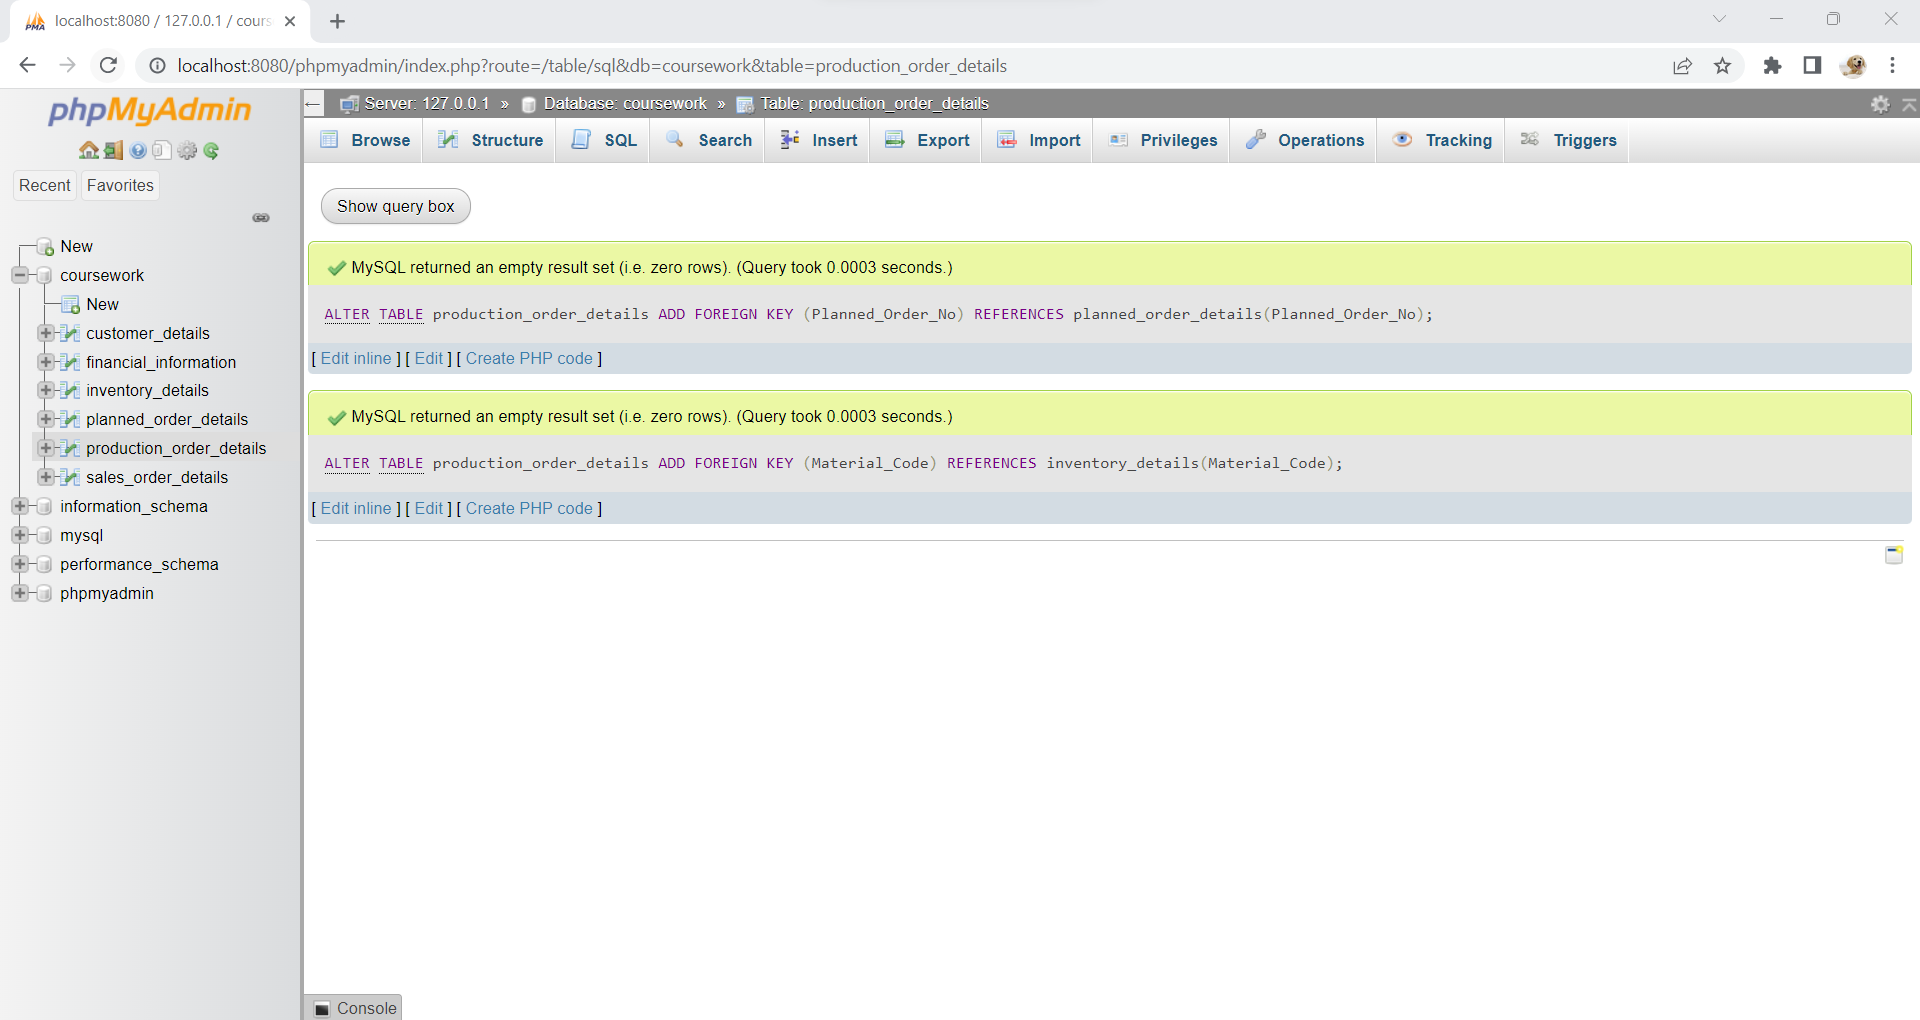 localhost:8080 / 127.0.0.1 / cours
localhost:8080/phpmyadmin/index.php?route=/table/sql&db=coursework&table=production_order_details
phpMyAdmin
Server: 127.0.0.1 » Database: coursework » Table: production_order_details
Browse Structure SQL Search Insert Export Import Privileges Operations Tracking Triggers
Recent Favorites
Show query box
New
coursework
New
customer_details
financial_information
inventory_details
planned_order_details
production_order_details
sales_order_details
information_schema
mysql
performance_schema
phpmyadmin
MySQL returned an empty result set (i.e. zero rows). (Query took 0.0003 seconds.)
ALTER TABLE production_order_details ADD FOREIGN KEY (Planned_Order_No) REFERENCES planned_order_details(Planned_Order_No);
[ Edit inline ] [ Edit ] [ Create PHP code ]
MySQL returned an empty result set (i.e. zero rows). (Query took 0.0003 seconds.)
ALTER TABLE production_order_details ADD FOREIGN KEY (Material_Code) REFERENCES inventory_details(Material_Code);
[ Edit inline ] [ Edit ] [ Create PHP code ]
Console